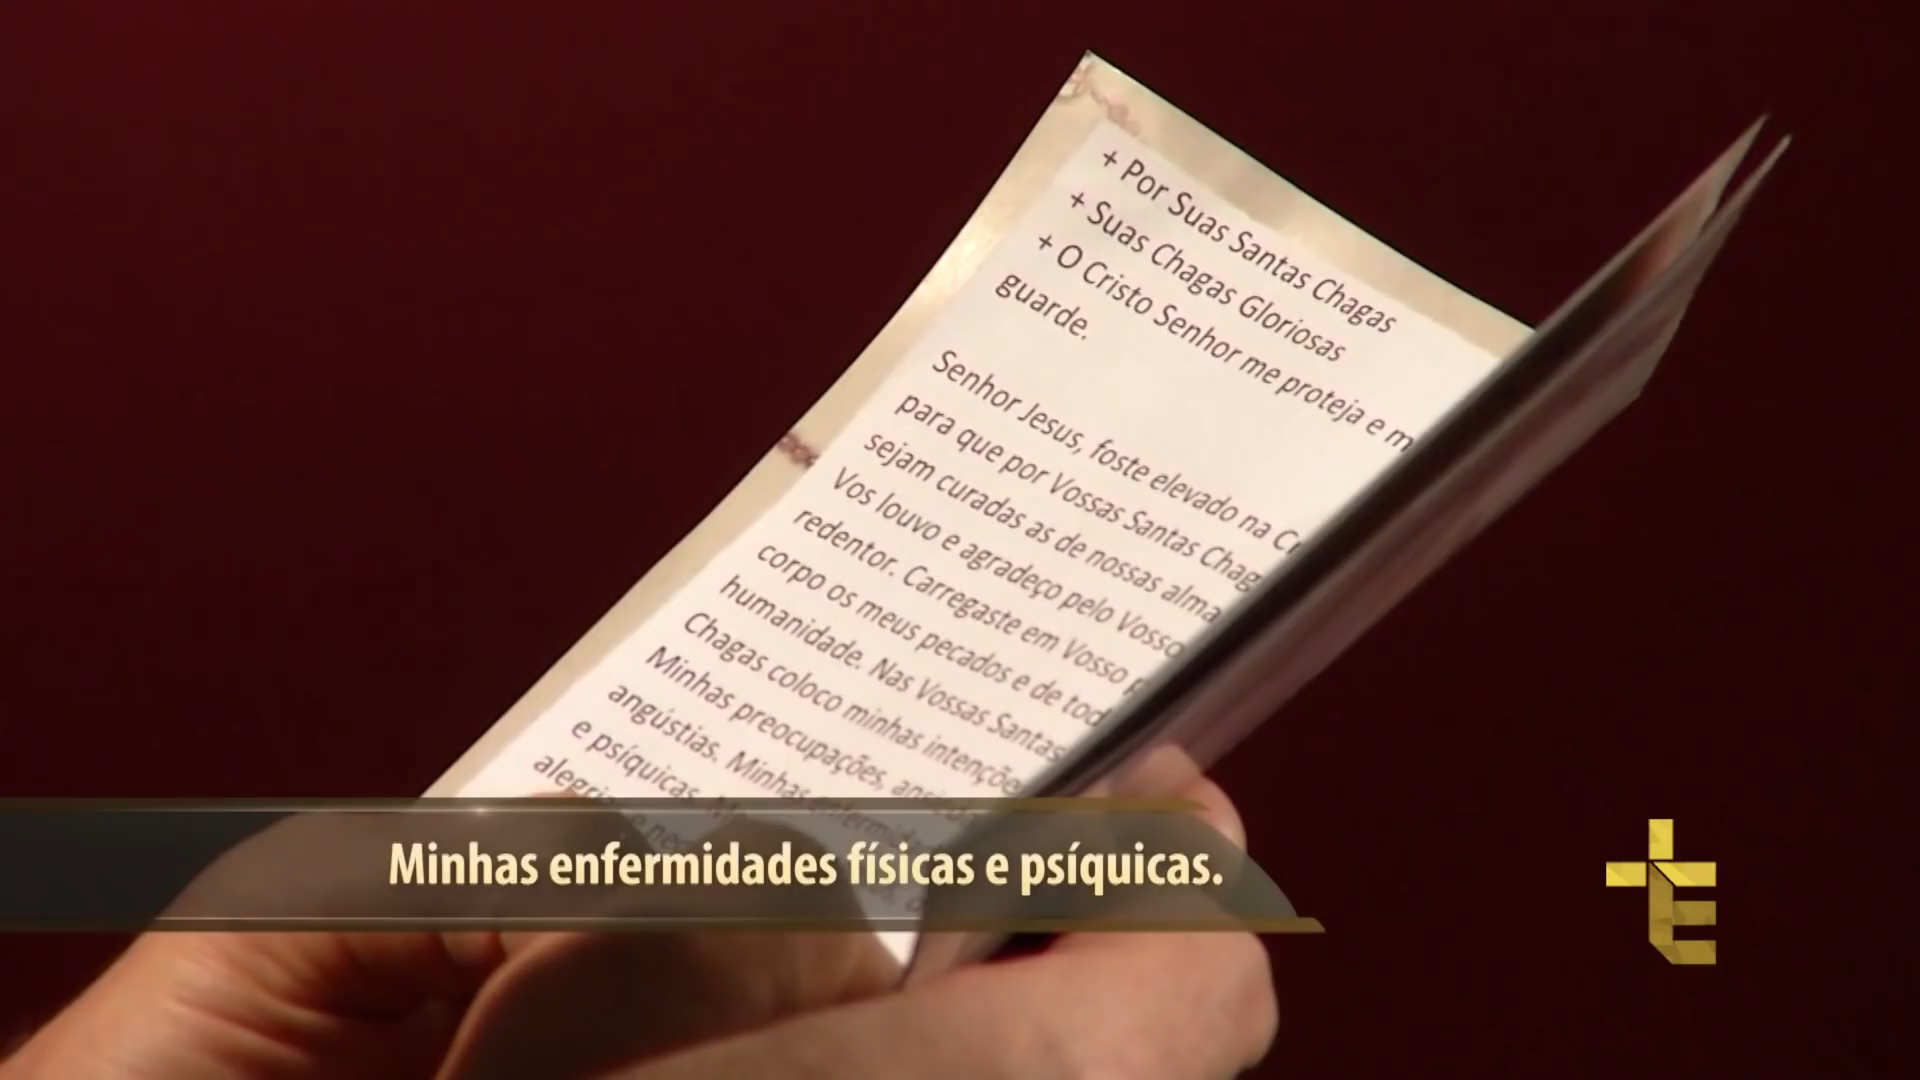 + Por Suas Santas Chagas
+ Suas Chagas Gloriosas
+ O Cristo Senhor me proteja e m
guarde.
Senhor Jesus, foste elevado na
para que por Vossas Santas Chag
sejam curadas as de nossas alma
Vos louvo e agradeço pelo Vosso
redentor. Carregaste em Vosso
corpo os meus pecados e de tod
humanidade. Nas Vossas Santas
Chagas coloco minhas intençõe
Minhas preocupações,
angústias. Minhas enfermida
e psíquicas.
Minhas enfermidades físicas e psíquicas.